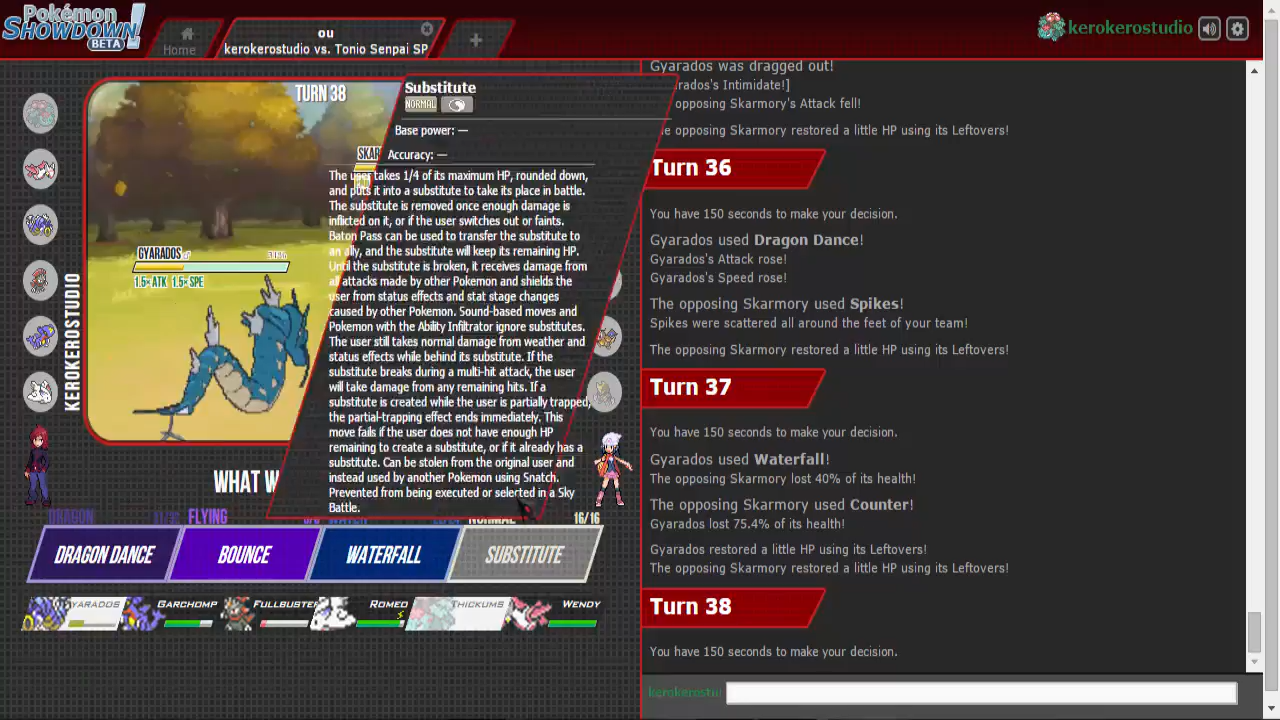 Pokémon
SHOWDOWN!
BETA
Home
ou
kerokerostudio vs. Tonio Senpai SP
kerokerostudio
TURN 38
Substitute
NORMAL
Base power: —
Accuracy: —
The user takes 1/4 of its maximum HP, rounded down,
and puts it into a substitute to take its place in battle.
The substitute is removed once enough damage is
inflicted on it, or if the user switches out or faints.
Baton Pass can be used to transfer the substitute to
an ally, and the substitute will keep its remaining HP.
Until the substitute is broken, it receives damage from
all attacks made by other Pokemon and shields the
user from status effects and stat stage changes
caused by other Pokemon. Sound-based moves and
Pokemon with the Ability Infiltrator ignore substitutes.
The user still takes normal damage from weather and
status effects while behind its substitute. If the
substitute breaks during a multi-hit attack, the user
will take damage from any remaining hits. If a
substitute is created while the user is partially trapped,
the partial-trapping effect ends immediately. This
move fails if the user does not have enough HP
remaining to create a substitute, or if it already has a
substitute. Can be stolen from the original user and
instead used by another Pokemon using Snatch.
Prevented from being executed or selected in a Sky
Battle.
SKAR
GYARADOS
1.5× ATK 1.5× SPE
KEROKEROSTUDIO
WHAT W
DRAGON
FLYING
NORMAL
16/16
DRAGON DANCE
BOUNCE
WATERFALL
SUBSTITUTE
YARADOS
GARCHOMP
FULLBUSTER
ROMEO
THICKUMS
WENDY
Gyarados was dragged out!
arados's Intimidate!]
opposing Skarmory's Attack fell!
e opposing Skarmory restored a little HP using its Leftovers!
Turn 36
You have 150 seconds to make your decision.
Gyarados used Dragon Dance!
Gyarados's Attack rose!
Gyarados's Speed rose!
The opposing Skarmory used Spikes!
Spikes were scattered all around the feet of your team!
The opposing Skarmory restored a little HP using its Leftovers!
Turn 37
You have 150 seconds to make your decision.
Gyarados used Waterfall!
The opposing Skarmory lost 40% of its health!
The opposing Skarmory used Counter!
Gyarados lost 75.4% of its health!
Gyarados restored a little HP using its Leftovers!
The opposing Skarmory restored a little HP using its Leftovers!
Turn 38
You have 150 seconds to make your decision.
kerokerostu